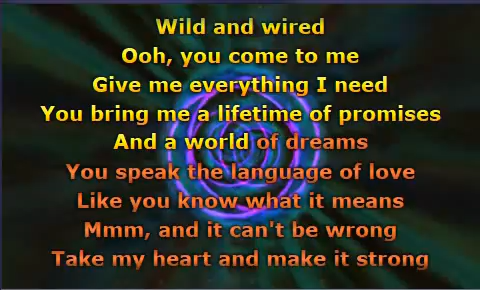 Wild and wired
Ooh, you come to me
Give me everything I need
You bring me a lifetime of promises
And a world of dreams
You speak the language of love
Like you know what it means
Mmm, and it can't be wrong
Take my heart and make it strong